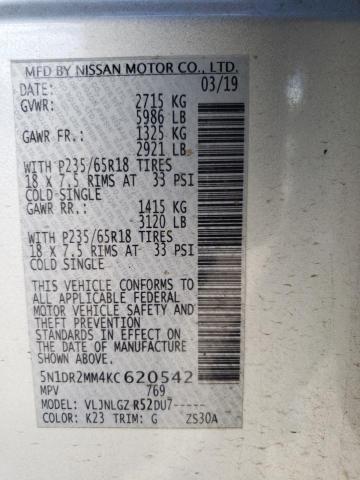 MFD BY NISSAN MOTOR CO., LTD.
DATE: 03/19
GVWR: 2715 KG
5986 LB
GAWR FR: 1325 KG
2921 LB
WITH P235/65R18 TIRES
18 X 7.5 RIMS AT 33 PSI
COLD SINGLE
GAWR RR: 1415 KG
3120 LB
WITH P235/65R18 TIRES
18 X 7.5 RIMS AT 33 PSI
COLD SINGLE
THIS VEHICLE CONFORMS TO
ALL APPLICABLE FEDERAL
MOTOR VEHICLE SAFETY AND
THEFT PREVENTION
STANDARDS IN EFFECT ON
THE DATE OF MANUFACTURE
SHOWN ABOVE.
5N1DR2MM4KC620542
MPV 769
MODEL: VLJNLGZ R52DU7-----
COLOR: K23 TRIM: G ZS30A